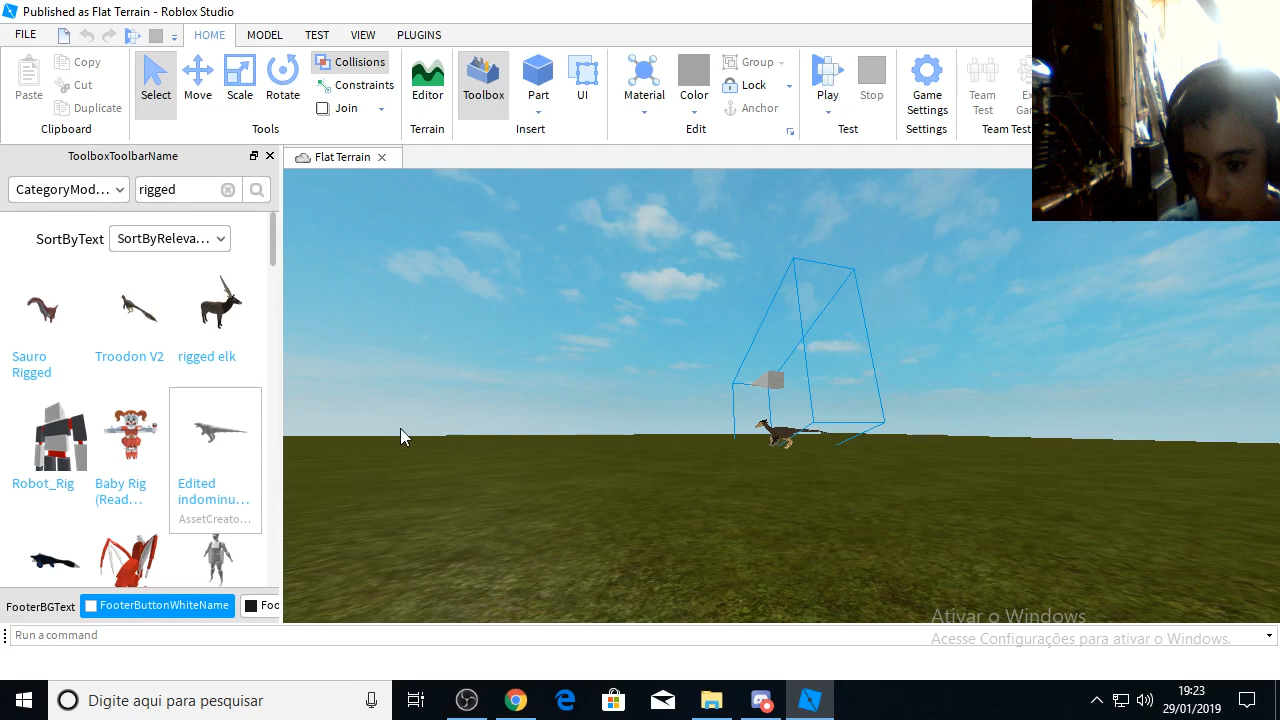 Published as Flat Terrain - Roblox Studio
FILE HOME MODEL TEST VIEW PLUGINS
Paste Copy Cut Duplicate
Select Move Scale Rotate Collisions Constraints Join
Editor Toolbox Part UI
Material Color Group Lock Anchor
Play Stop Game Settings Team Test
Clipboard Tools Terrain Insert Edit Test Settings Team Test
ToolboxToolbarName
Flat Terrain
CategoryMod... rigged
SortByText SortByReleva...
Sauro Rigged
Troodon V2
rigged elk
Robot_Rig
Baby Rig (Read...
Edited indominu...
AssetCreato...
FooterBGText FooterButtonWhiteName Foo
Ativar o Windows
Acesse Configurações para ativar o Windows.
Run a command
Digite aqui para pesquisar
19:23
29/01/2019